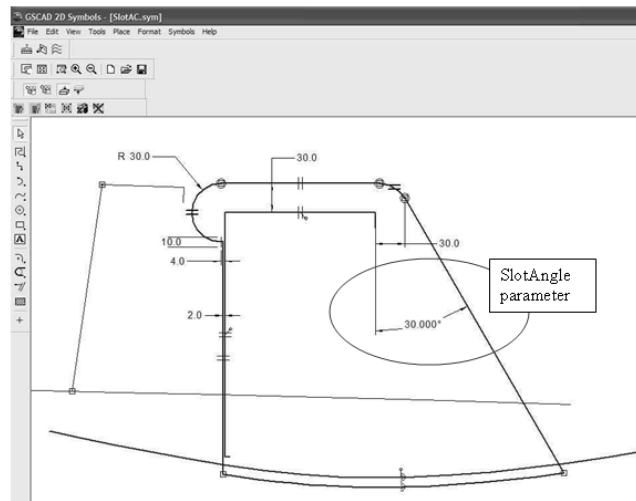 GSCAD 2D Symbols - [SlotAC.sym]
File Edit View Tools Place Format Symbols Help
R 30.0
30.0
10.0
30.0
4.0
SlotAngle
parameter
2.0
30.000°